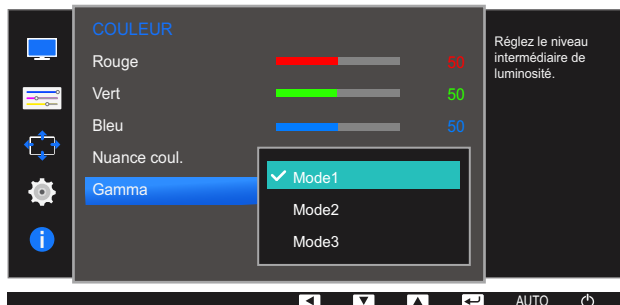 COULEUR
Rouge 50
Vert 50
Bleu 50
Nuance coul.
Gamma
Mode1
Mode2
Mode3
Réglez le niveau
intermédiaire de
luminosité.
AUTO